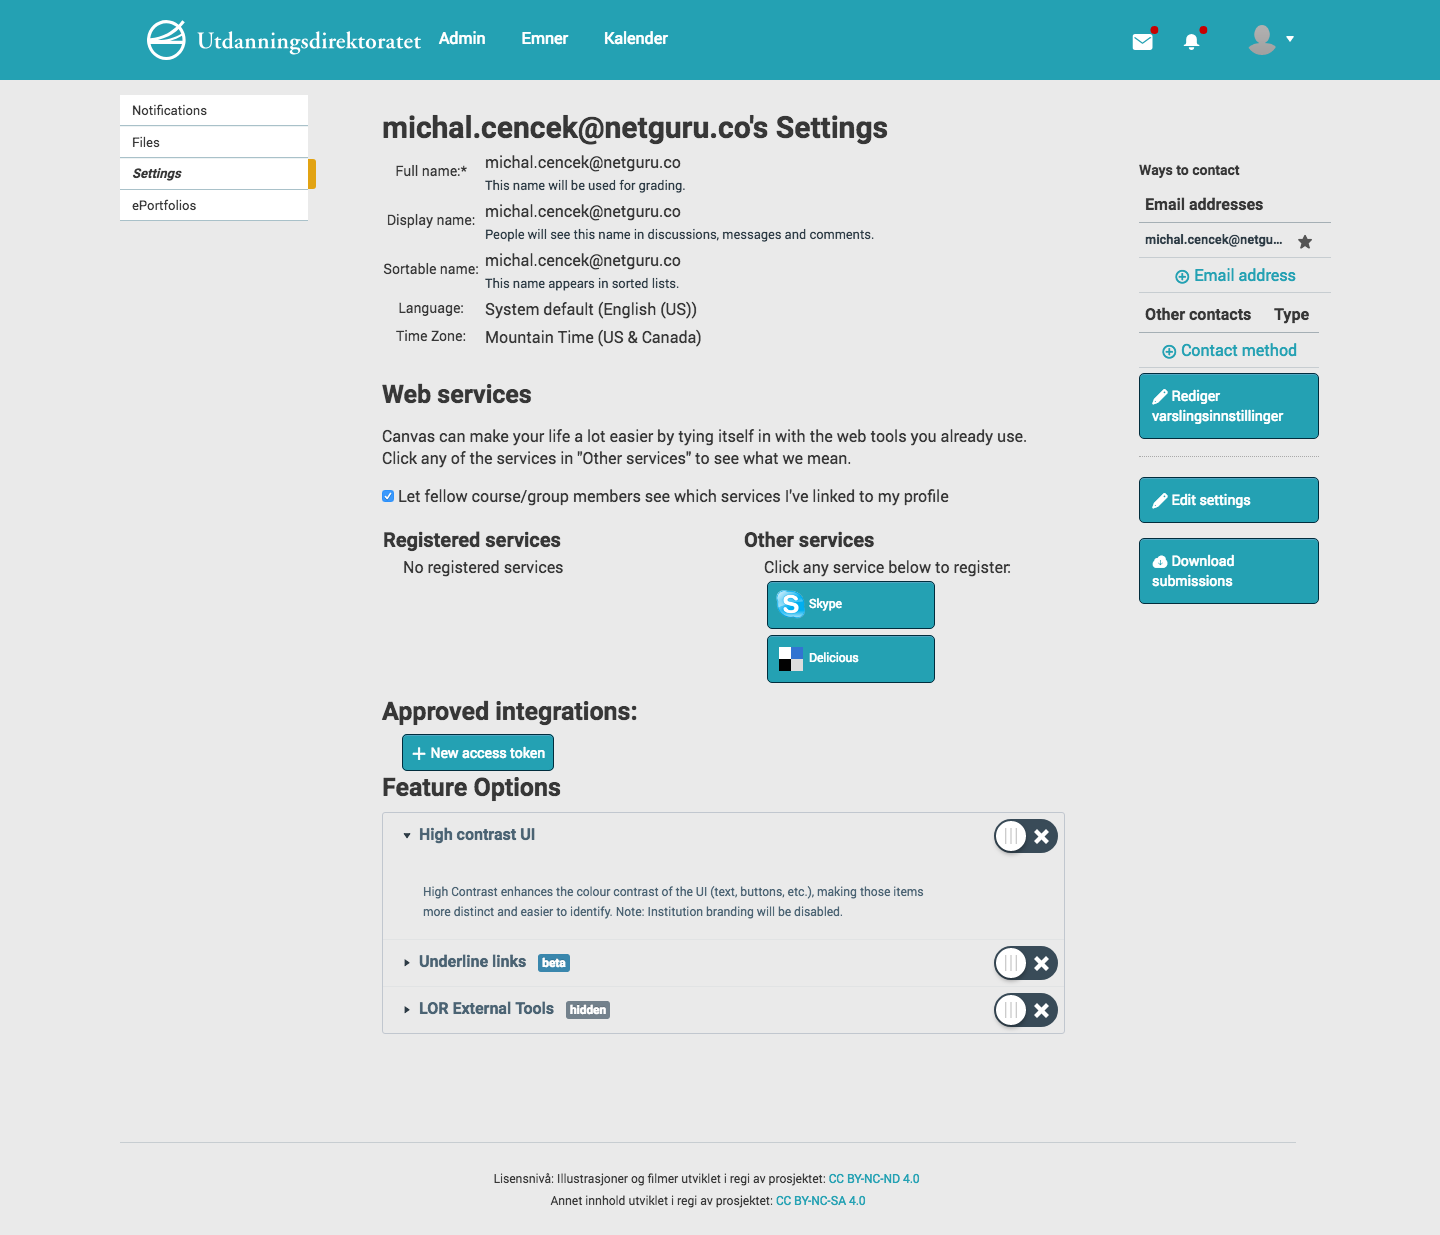 Utdanningsdirektoratet
Admin
Emner
Kalender
Notifications
Files
Settings
ePortfolios
michal.cencek@netguru.co's Settings
Full name:* michal.cencek@netguru.co
This name will be used for grading.
Display name: michal.cencek@netguru.co
People will see this name in discussions, messages and comments.
Sortable name: michal.cencek@netguru.co
This name appears in sorted lists.
Language: System default (English (US))
Time Zone: Mountain Time (US & Canada)
Web services
Canvas can make your life a lot easier by tying itself in with the web tools you already use.
Click any of the services in "Other services" to see what we mean.
Let fellow course/group members see which services I've linked to my profile
Registered services
No registered services
Other services
Click any service below to register:
Skype
Delicious
Approved integrations:
New access token
Feature Options
High contrast UI
High Contrast enhances the colour contrast of the UI (text, buttons, etc.), making those items
more distinct and easier to identify. Note: Institution branding will be disabled.
Underline links beta
LOR External Tools hidden
Ways to contact
Email addresses
michal.cencek@netgu...
Email address
Other contacts Type
Contact method
Rediger
varslingsinnstillinger
Edit settings
Download
submissions
Lisensnivå: Illustrasjoner og filmer utviklet i regi av prosjektet: CC BY-NC-ND 4.0
Annet innhold utviklet i regi av prosjektet: CC BY-NC-SA 4.0